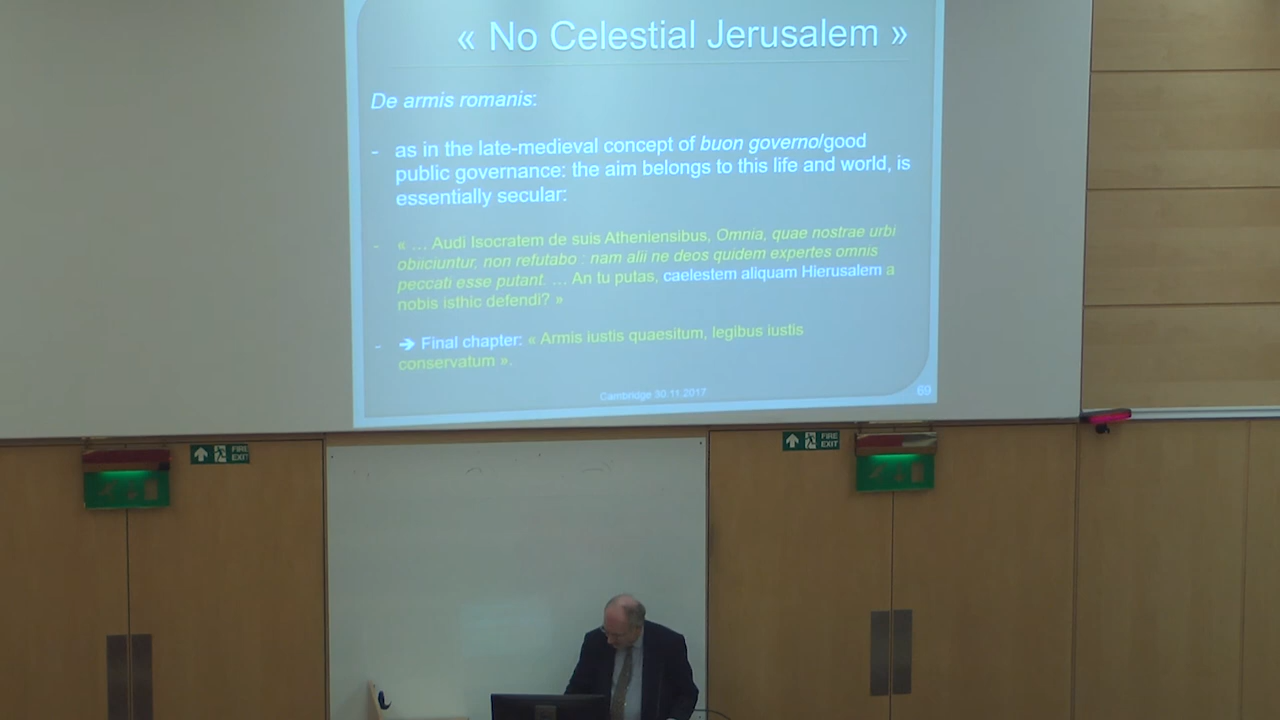 « No Celestial Jerusalem »
De armis romanis:
- as in the late-medieval concept of buon governo/good
public governance: the aim belongs to this life and world, is
essentially secular:
- « … Audi Isocratem de suis Atheniensibus, Omnia, quae nostrae urbi
obiiciuntur, non refutabo : nam alii ne deos quidem expertes omnis
peccati esse putant. … An tu putas, caelestem aliquam Hierusalem a
nobis isthic defendi? »
- ➔ Final chapter: « Armis iustis quaesitum, legibus iustis
conservatum ».
Cambridge 30.11.2017
69
FIRE
EXIT
FIRE
EXIT